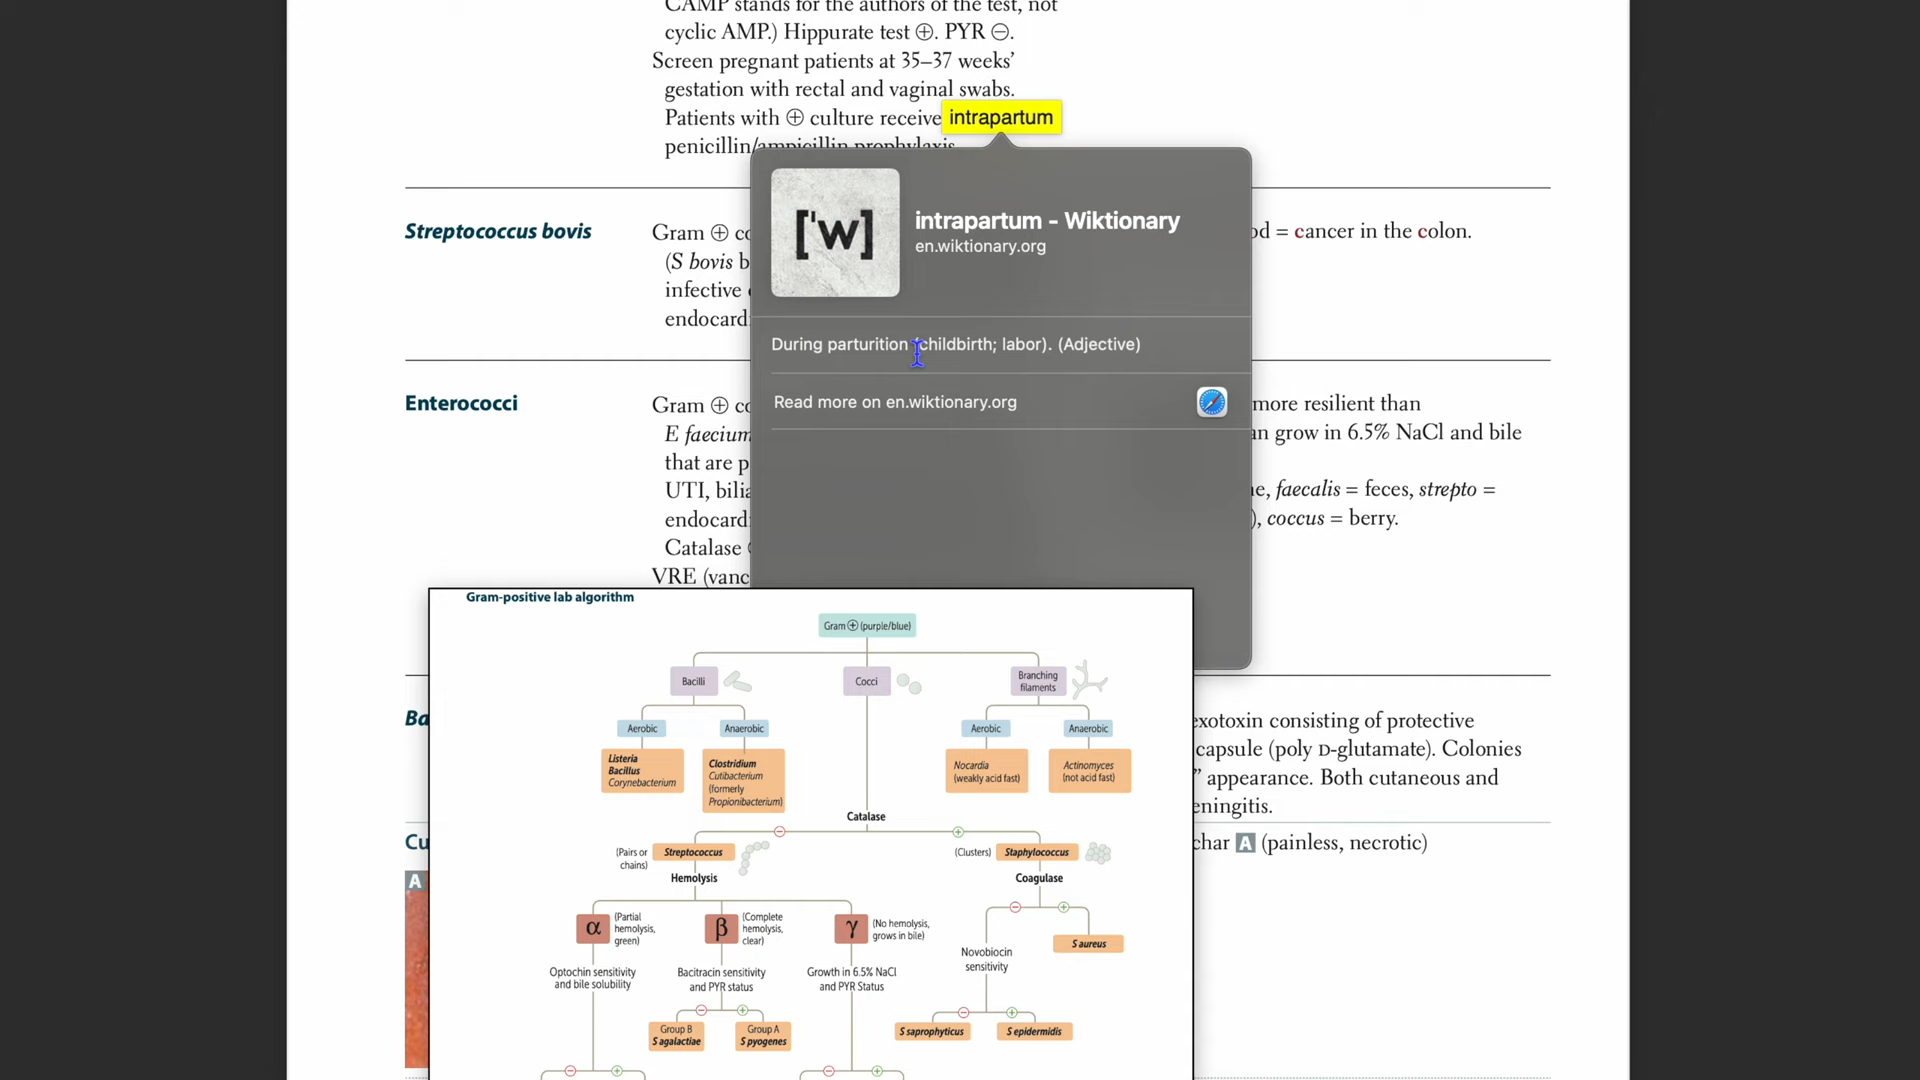 CAMP stands for the authors of the test, not
cyclic AMP.) Hippurate test ⊕. PYR ⊖.
Screen pregnant patients at 35–37 weeks’
gestation with rectal and vaginal swabs.
Patients with ⊕ culture receive intrapartum
penicillin/ampicillin prophylaxis
Streptococcus bovis
Gram ⊕ co
(S bovis b
infective
endocard
od = cancer in the colon.
['w]
intrapartum - Wiktionary
en.wiktionary.org
During parturition (childbirth; labor). (Adjective)
Read more on en.wiktionary.org
Enterococci
Gram ⊕ co
E faecium
that are p
UTI, bilia
endocard
Catalase
VRE (vanc
more resilient than
an grow in 6.5% NaCl and bile
ne, faecalis = feces, strepto =
), coccus = berry.
Ba
exotoxin consisting of protective
capsule (poly D-glutamate). Colonies
” appearance. Both cutaneous and
eningitis.
Cu
char A (painless, necrotic)
A
Gram-positive lab algorithm
Gram ⊕ (purple/blue)
Bacilli
Cocci
Branching
filaments
Aerobic
Anaerobic
Aerobic
Anaerobic
Listeria
Bacillus
Corynebacterium
Clostridium
Cutibacterium
(formerly
Propionibacterium)
Nocardia
(weakly acid fast)
Actinomyces
(not acid fast)
Catalase
(Pairs or
chains)
Streptococcus
(Clusters)
Staphylococcus
Hemolysis
Coagulase
α
(Partial
hemolysis,
green)
β
(Complete
hemolysis,
clear)
γ
(No hemolysis,
grows in bile)
S aureus
Novobiocin
sensitivity
Optochin sensitivity
and bile solubility
Bacitracin sensitivity
and PYR status
Growth in 6.5% NaCl
and PYR Status
Group B
S agalactiae
Group A
S pyogenes
S saprophyticus
S epidermidis